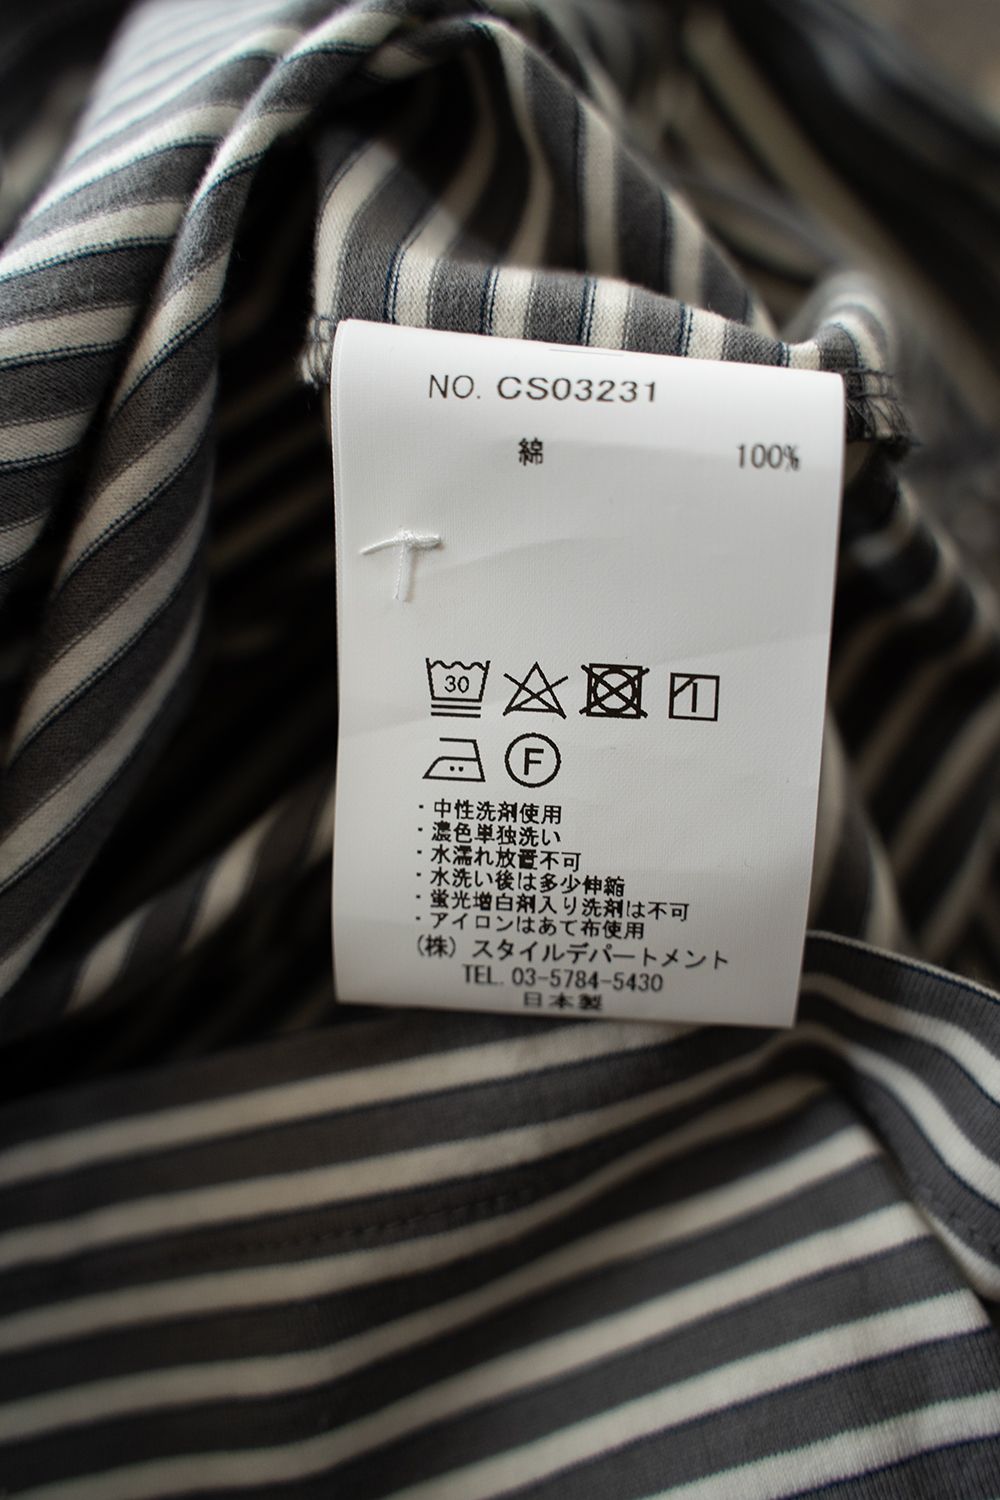 NO. CS03231
綿 100%
30
F
・中性洗剤使用
・濃色単独洗い
・水濡れ放置不可
・水洗い後は多少伸縮
・蛍光増白剤入り洗剤は不可
・アイロンはあて布使用
(株) スタイルデパートメント
TEL. 03-5784-5430
日本製